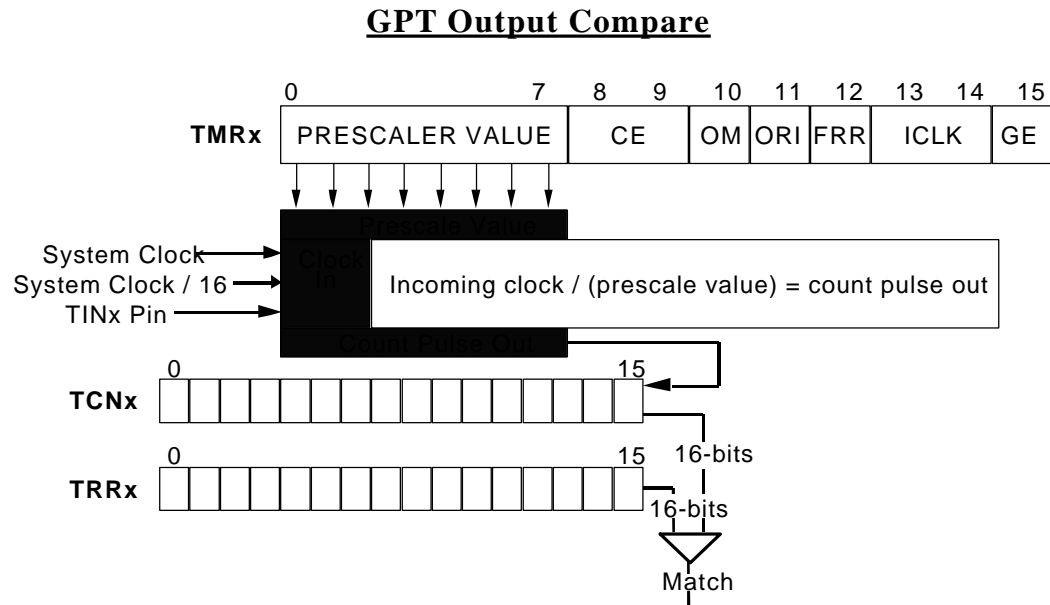 GPT Output Compare
0 7 8 9 10 11 12 13 14 15
TMRx PRESCALER VALUE CE OM ORI FRR ICLK GE
Prescale Value
System Clock
System Clock / 16
TINx Pin
Clock
In
Incoming clock / (prescale value) = count pulse out
Count Pulse Out
0 15
TCNx
16-bits
0 15
TRRx
16-bits
Match